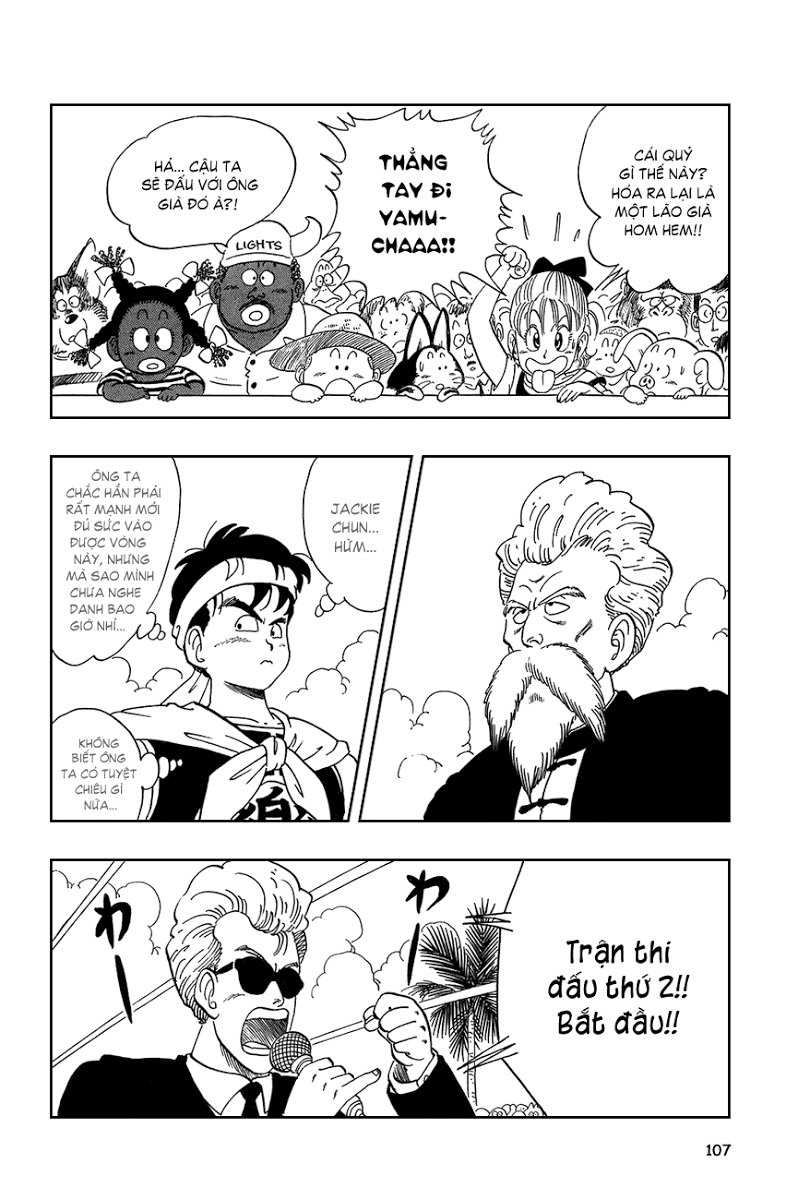 CÁI QUỶ
GÌ THẾ NÀY?
HÓA RA LẠI LÀ
MỘT LÃO GIÀ
HOM HEM!!
THẲNG
TAY ĐI
YAMU-
CHAAA!!
HẢ... CẬU TA
SẼ ĐẤU VỚI ÔNG
GIÀ ĐÓ À?!
LIGHTS
JACKIE
CHUN...
HỪM...
ÔNG TA
CHẮC HẲN PHẢI
RẤT MẠNH MỚI
ĐỦ SỨC VÀO
ĐƯỢC VÒNG
NÀY, NHƯNG
MÀ SAO MÌNH
CHƯA NGHE
DANH BAO
GIỜ NHỈ...
KHÔNG
BIẾT ÔNG
TA CÓ TUYỆT
CHIÊU GÌ
NỮA...
樂
わー
わー
Trận thi
đấu thứ 2!!
Bắt đầu!!
107